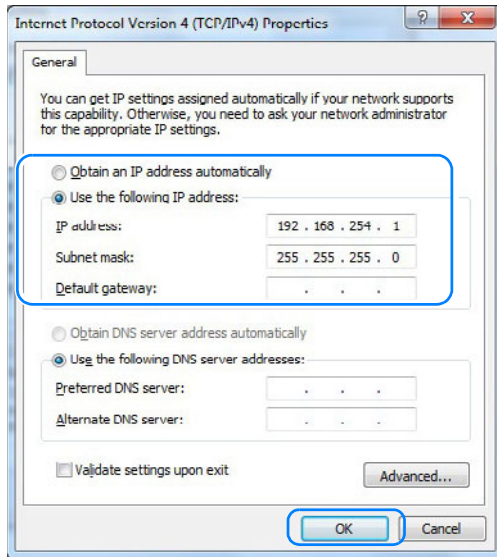 Internet Protocol Version 4 (TCP/IPv4) Properties
General
You can get IP settings assigned automatically if your network supports
this capability. Otherwise, you need to ask your network administrator
for the appropriate IP settings.
Obtain an IP address automatically
Use the following IP address:
IP address: 192 . 168 . 254 . 1
Subnet mask: 255 . 255 . 255 . 0
Default gateway: . . .
Obtain DNS server address automatically
Use the following DNS server addresses:
Preferred DNS server: . . .
Alternate DNS server: . . .
Validate settings upon exit
Advanced...
OK Cancel